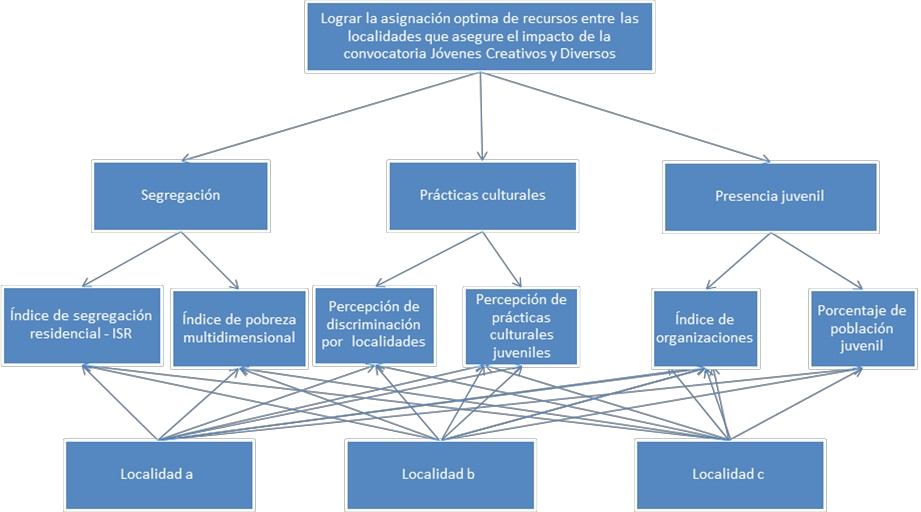 Lograr la asignación optima de recursos entre las
localidades que asegure el impacto de la
convocatoria Jóvenes Creativos y Diversos
Segregación
Prácticas culturales
Presencia juvenil
Índice de segregación
residencial - ISR
Índice de pobreza
multidimensional
Percepción de
discriminación
por localidades
Percepción de
prácticas
culturales
juveniles
Índice de
organizaciones
Porcentaje de
población
juvenil
Localidad a
Localidad b
Localidad c